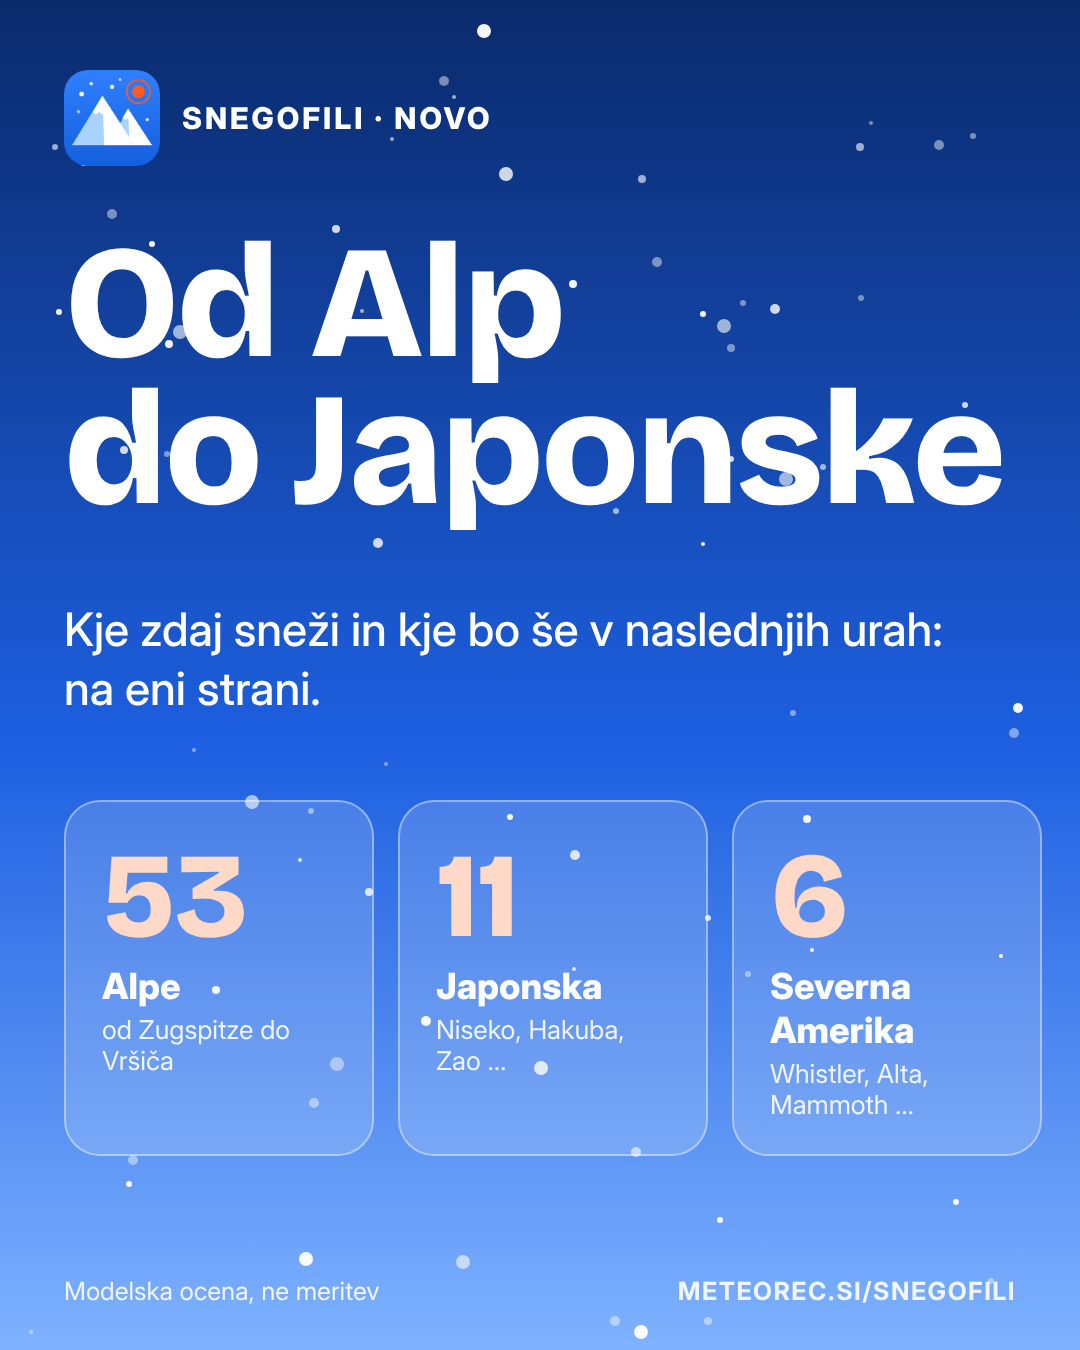 SNEGOFILI · NOVO
Od Alp
do Japonske
Kje zdaj sneži in kje bo še v naslednjih urah:
na eni strani.
53
Alpe
od Zugspitze do
Vršiča
11
Japonska
Niseko, Hakuba,
Zao ...
6
Severna
Amerika
Whistler, Alta,
Mammoth ...
Modelska ocena, ne meritev
METEOREC.SI/SNEGOFILI